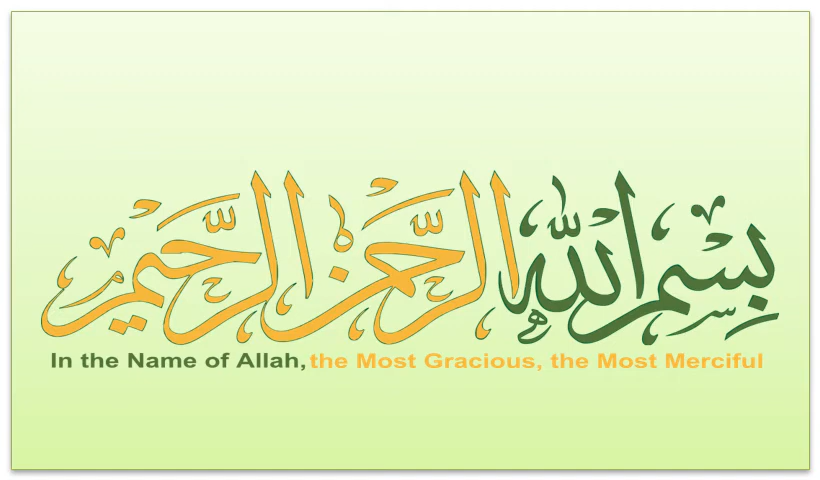 بسم الله الرحمن الرحيم
In the Name of Allah, the Most Gracious, the Most Merciful